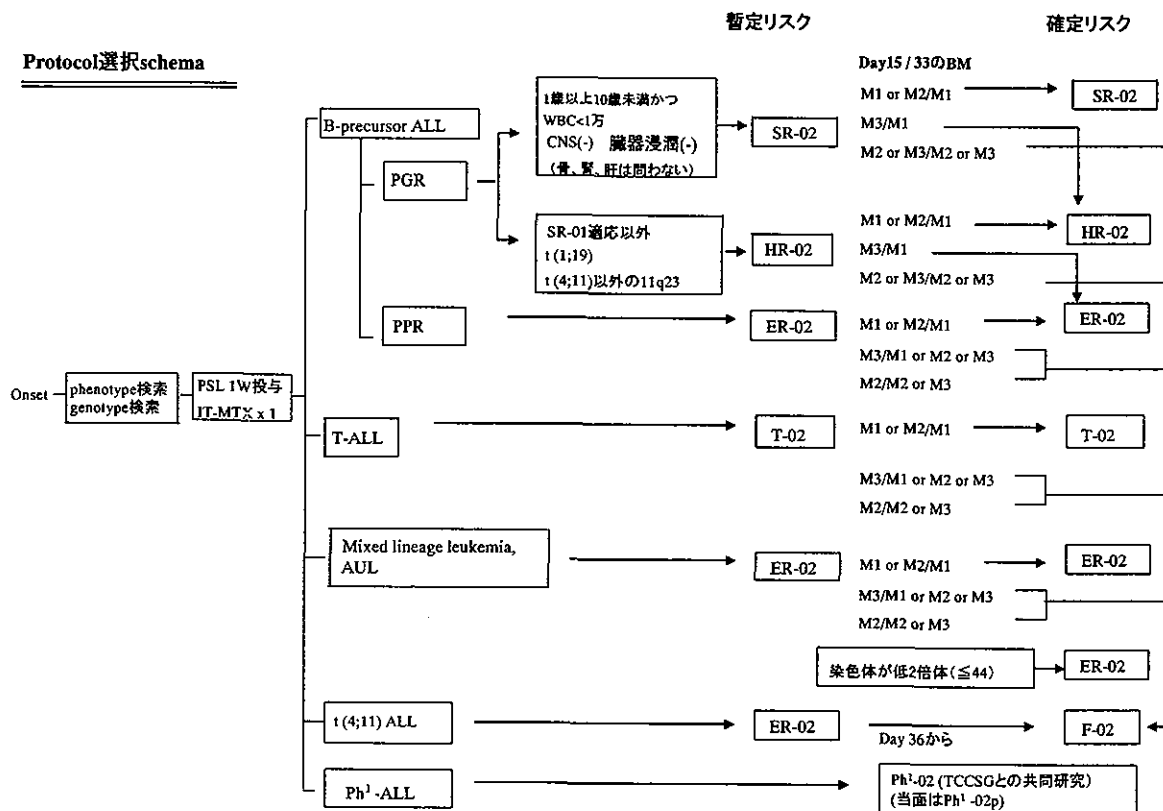 暫定リスク
確定リスク
Protocol選択schema
Day15 / 33のBM
1歳以上10歳未満かつ
WBC<1万
CNS(-) 臓器浸潤(-)
(骨、腎、肝は問わない)
M1 or M2/M1
SR-02
B-precursor ALL
SR-02
M3/M1
M2 or M3/M2 or M3
PGR
SR-01適応以外
t (1;19)
t (4;11)以外の11q23
HR-02
M1 or M2/M1
HR-02
M3/M1
M2 or M3/M2 or M3
PPR
ER-02
M1 or M2/M1
ER-02
M3/M1 or M2 or M3
M2/M2 or M3
Onset
phenotype検索
genotype検索
PSL 1W投与
IT-MTX x 1
T-ALL
T-02
M1 or M2/M1
T-02
M3/M1 or M2 or M3
M2/M2 or M3
Mixed lineage leukemia,
AUL
ER-02
M1 or M2/M1
ER-02
M3/M1 or M2 or M3
M2/M2 or M3
染色体が低2倍体(≦44)
ER-02
t (4;11) ALL
ER-02
Day 36から
F-02
Ph¹-ALL
Ph¹-02 (TCCSGとの共同研究)
(当面はPh¹-02p)